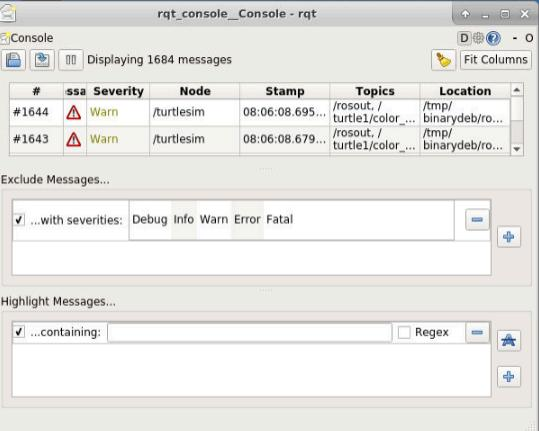 rqt_console__Console - rqt
Console
D
- O
Displaying 1684 messages
Fit Columns
# ssa Severity Node Stamp Topics Location
#1644 Warn /turtlesim 08:06:08.695... /rosout, / /tmp/
turtle1/color_... binarydeb/ro...
#1643 Warn /turtlesim 08:06:08.679... /rosout, / /tmp/
turtle1/color_... binarydeb/ro...
Exclude Messages...
...with severities: Debug Info Warn Error Fatal
Highlight Messages...
...containing: Regex